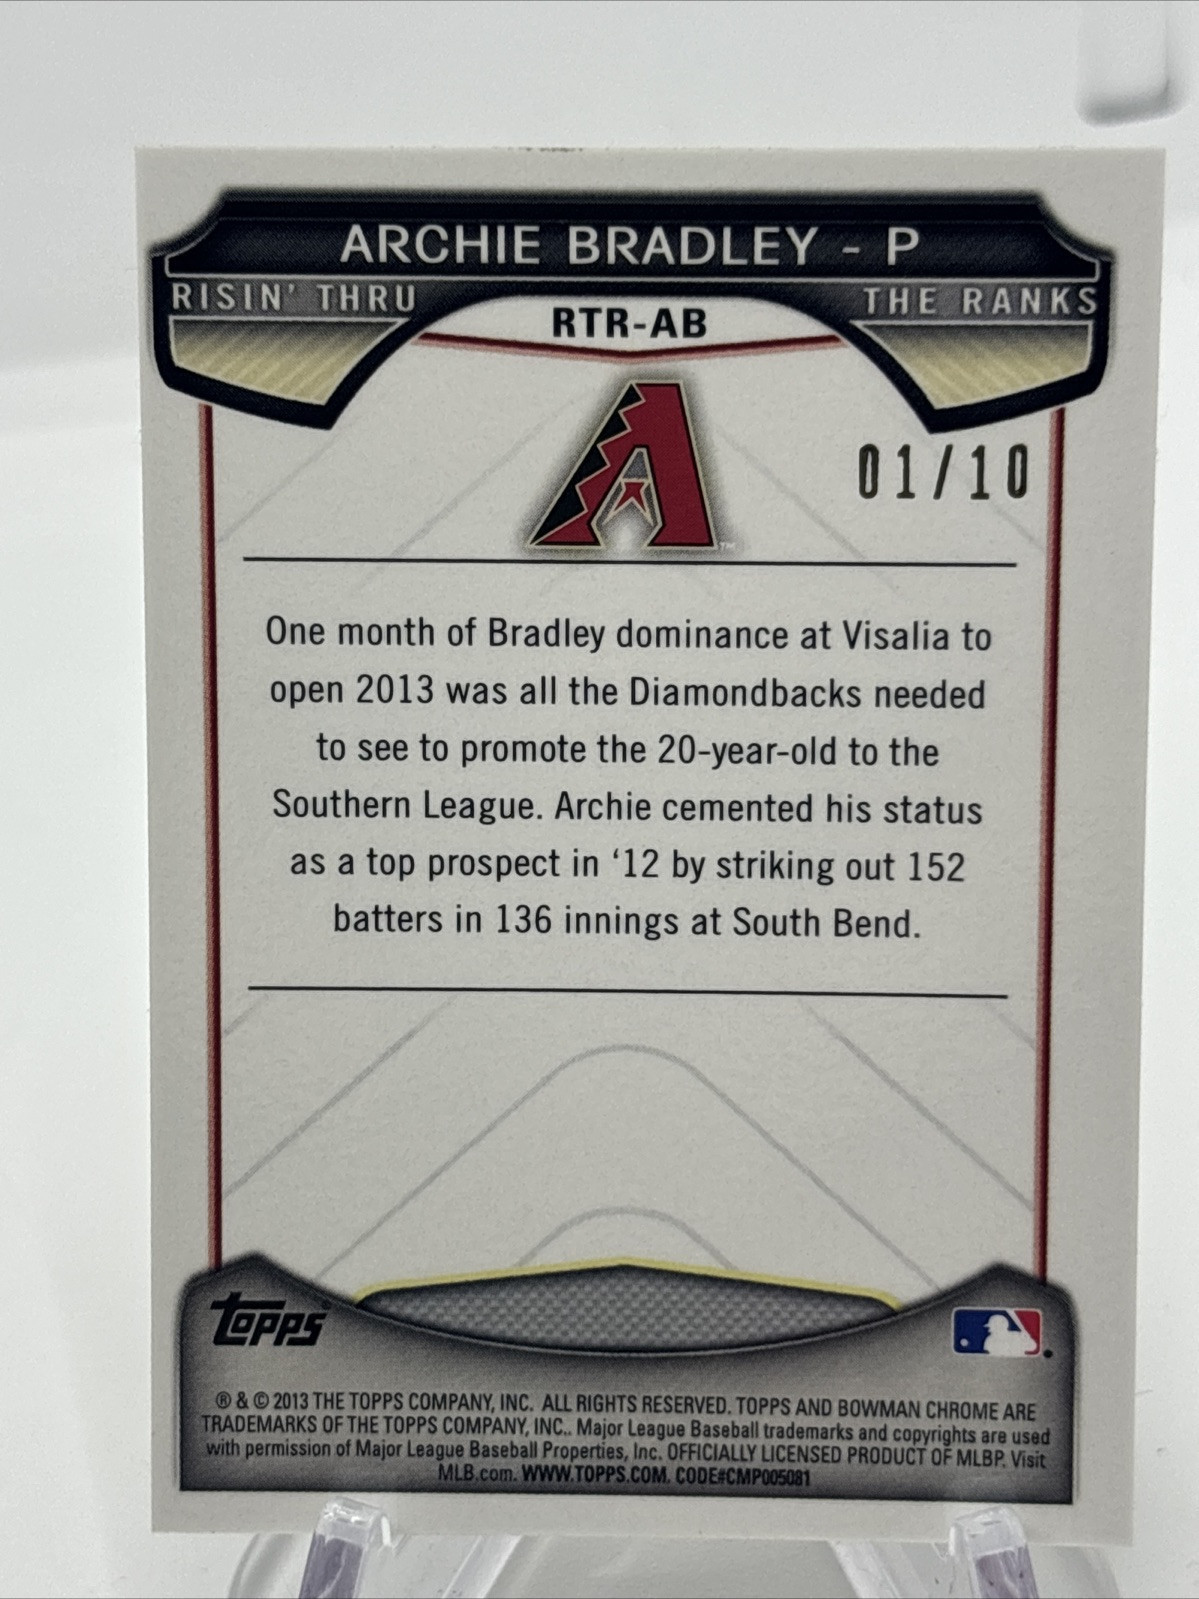 ARCHIE BRADLEY - P
RISIN' THRU THE RANKS
RTR-AB
TM
01/10
One month of Bradley dominance at Visalia to
open 2013 was all the Diamondbacks needed
to see to promote the 20-year-old to the
Southern League. Archie cemented his status
as a top prospect in ‘12 by striking out 152
batters in 136 innings at South Bend.
TOPPS
® & © 2013 THE TOPPS COMPANY, INC. ALL RIGHTS RESERVED. TOPPS AND BOWMAN CHROME ARE
TRADEMARKS OF THE TOPPS COMPANY, INC.. Major League Baseball trademarks and copyrights are used
with permission of Major League Baseball Properties, Inc. OFFICIALLY LICENSED PRODUCT OF MLBP. Visit
MLB.com. WWW.TOPPS.COM. CODE#CMP005081